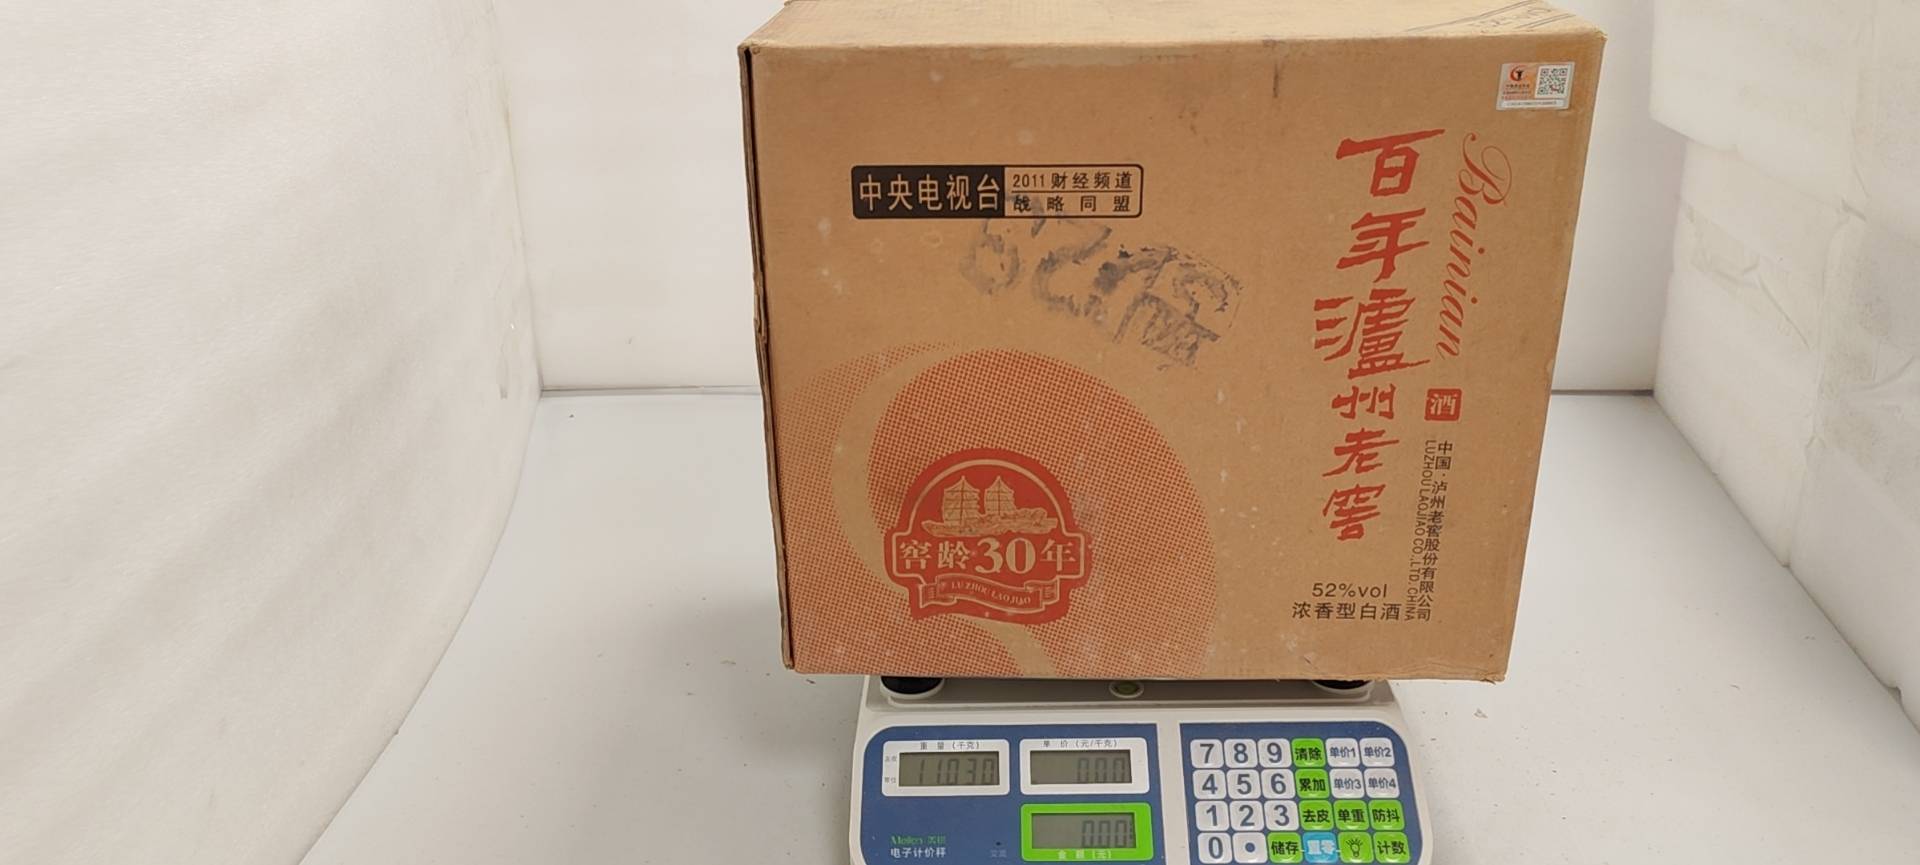 中央电视台
2011 财经频道
战略同盟
百年泸州老窖
Bainian
酒
中国·泸州老窖股份有限公司
LUZHOU LAOJIAO CO.,LTD.CHINA
窖龄30年
LU ZHOU LAO JIAO
52%vol
浓香型白酒
重量(千克)
单价(元/千克)
0.00
0.00
金额(元)
电子计价秤
7 8 9 清除 单价1 单价2
4 5 6 累加 单价3 单价4
1 2 3 去皮 单重 防抖
0 • 储存 置零 计数